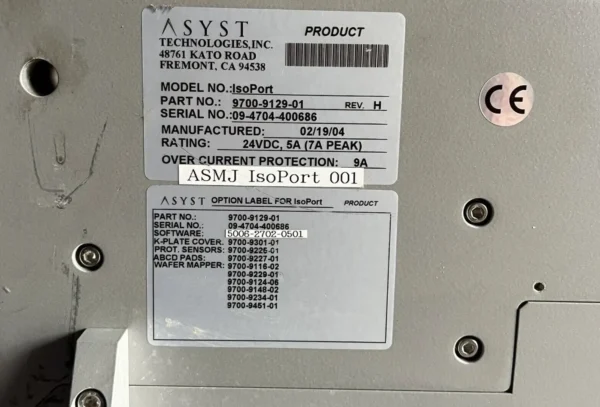 ASYST PRODUCT
TECHNOLOGIES, INC.
48761 KATO ROAD
FREMONT, CA 94538
MODEL NO.:IsoPort
PART NO.: 9700-9129-01 REV. H
SERIAL NO.:09-4704-400686
MANUFACTURED: 02/19/04
RATING: 24VDC, 5A (7A PEAK)
OVER CURRENT PROTECTION: 9A
ASMJ IsoPort 001
CE
ASYST OPTION LABEL FOR IsoPort PRODUCT
PART NO.: 9700-9129-01
SERIAL NO.: 09-4704-400686
SOFTWARE: 5006-2702-0501
K-PLATE COVER: 9700-9301-01
PROT. SENSORS: 9700-9225-01
ABCD PADS: 9700-9227-01
WAFER MAPPER: 9700-9116-02
9700-9229-01
9700-9124-06
9700-9148-02
9700-9234-01
9700-9451-01